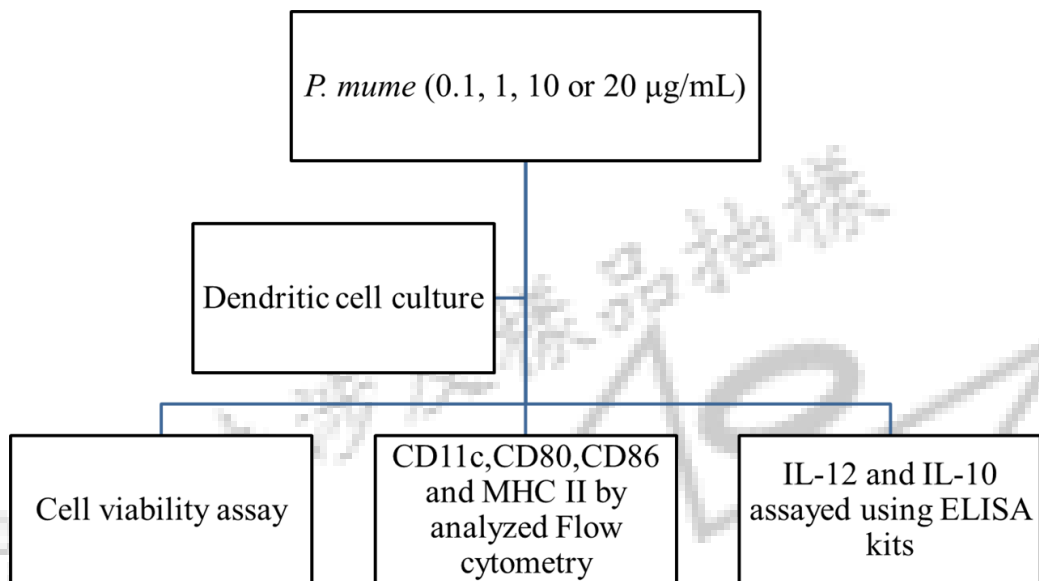 P. mume (0.1, 1, 10 or 20 µg/mL)
Dendritic cell culture
Cell viability assay
CD11c,CD80,CD86
and MHC II by
analyzed Flow
cytometry
IL-12 and IL-10
assayed using ELISA
kits